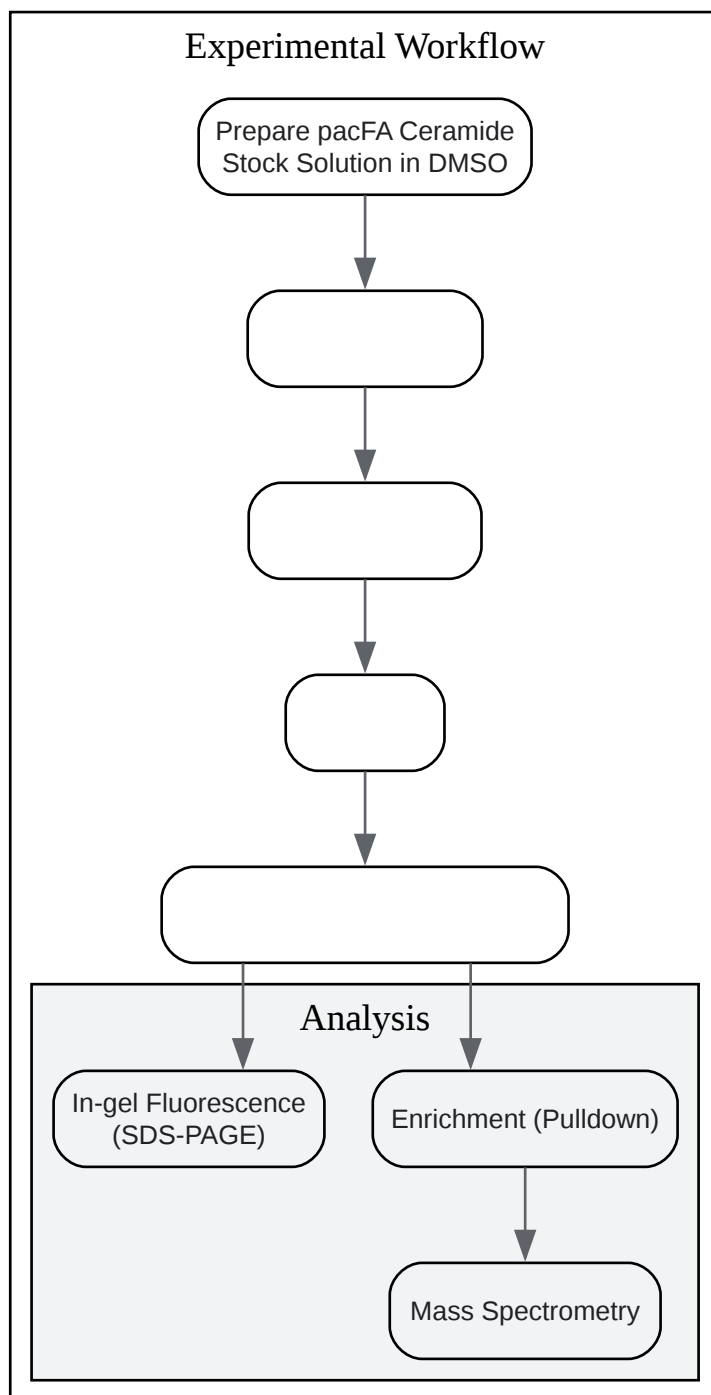 Experimental Workflow
Prepare pacFA Ceramide
Stock Solution in DMSO
Analysis
In-gel Fluorescence
(SDS-PAGE)
Enrichment (Pulldown)
Mass Spectrometry